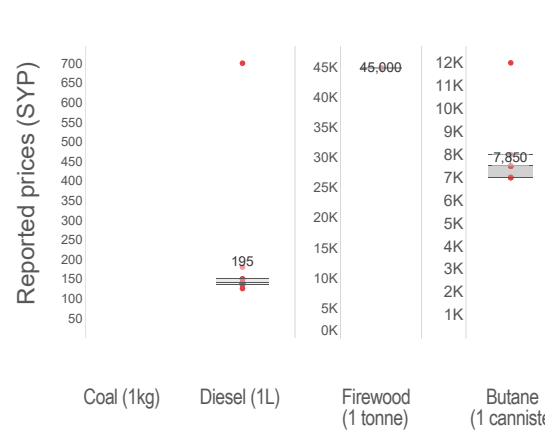 Reported prices (SYP)
700
650
600
550
500
450
400
350
300
250
200
150
100
50
195
45K
40K
35K
30K
25K
20K
15K
10K
5K
0K
45,000
12K
11K
10K
9K
8K
7K
6K
5K
4K
3K
2K
1K
7,850
Coal (1kg)
Diesel (1L)
Firewood
(1 tonne)
Butane
(1 canniste